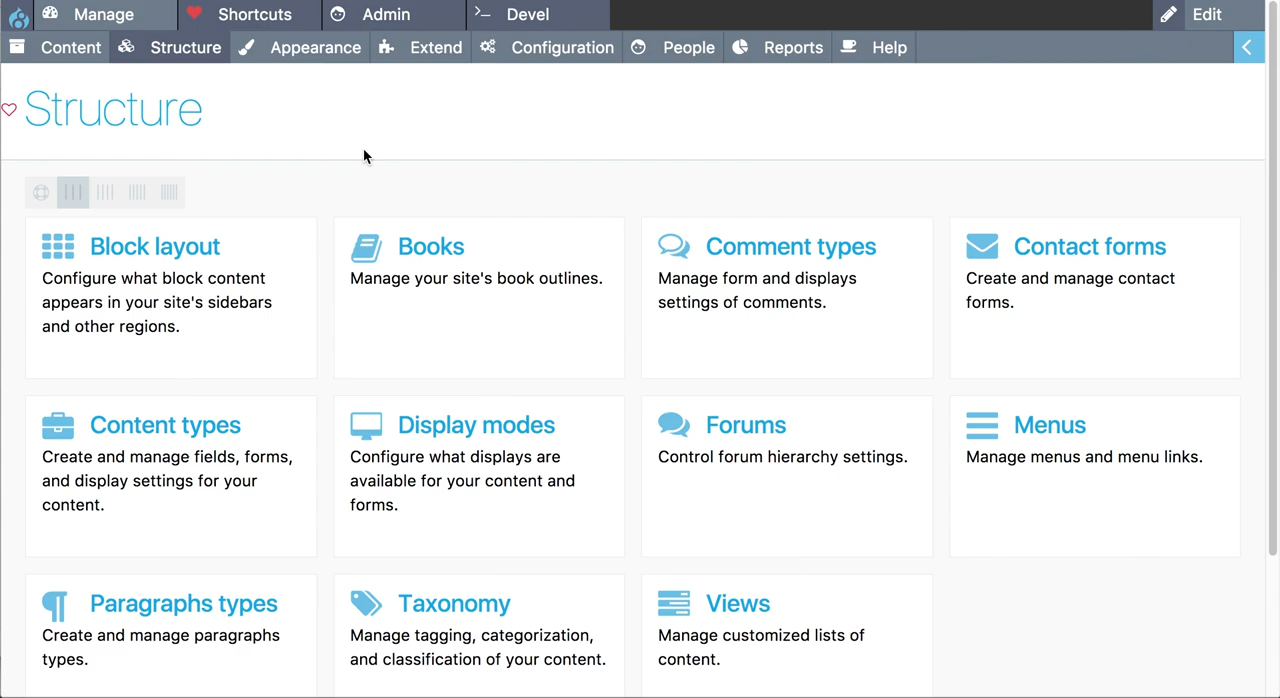 Manage Shortcuts Admin Devel Edit
Content Structure Appearance Extend Configuration People Reports Help
Structure
Block layout
Configure what block content
appears in your site's sidebars
and other regions.
Books
Manage your site's book outlines.
Comment types
Manage form and displays
settings of comments.
Contact forms
Create and manage contact
forms.
Content types
Create and manage fields, forms,
and display settings for your
content.
Display modes
Configure what displays are
available for your content and
forms.
Forums
Control forum hierarchy settings.
Menus
Manage menus and menu links.
Paragraphs types
Create and manage paragraphs
types.
Taxonomy
Manage tagging, categorization,
and classification of your content.
Views
Manage customized lists of
content.